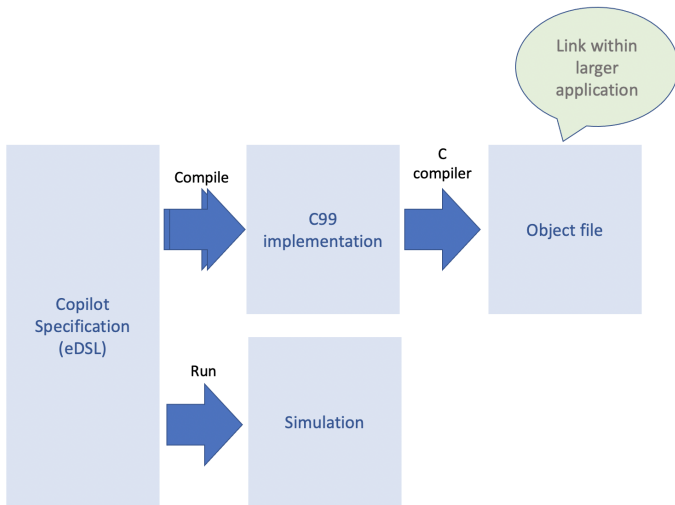 Link within
larger
application
Compile
C
compiler
C99
implementation
Object file
Copilot
Specification
(eDSL)
Run
Simulation